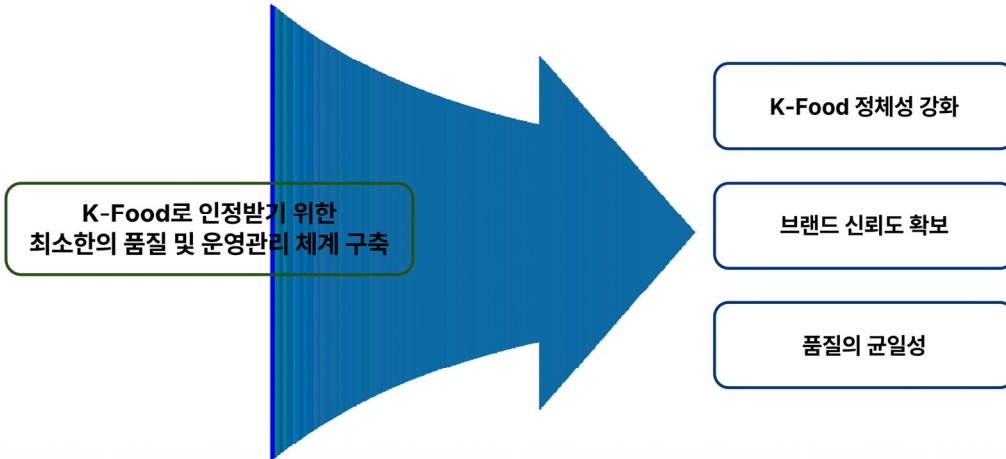 K-Food로 인정받기 위한
최소한의 품질 및 운영관리 체계 구축
K-Food 정체성 강화
브랜드 신뢰도 확보
품질의 균일성